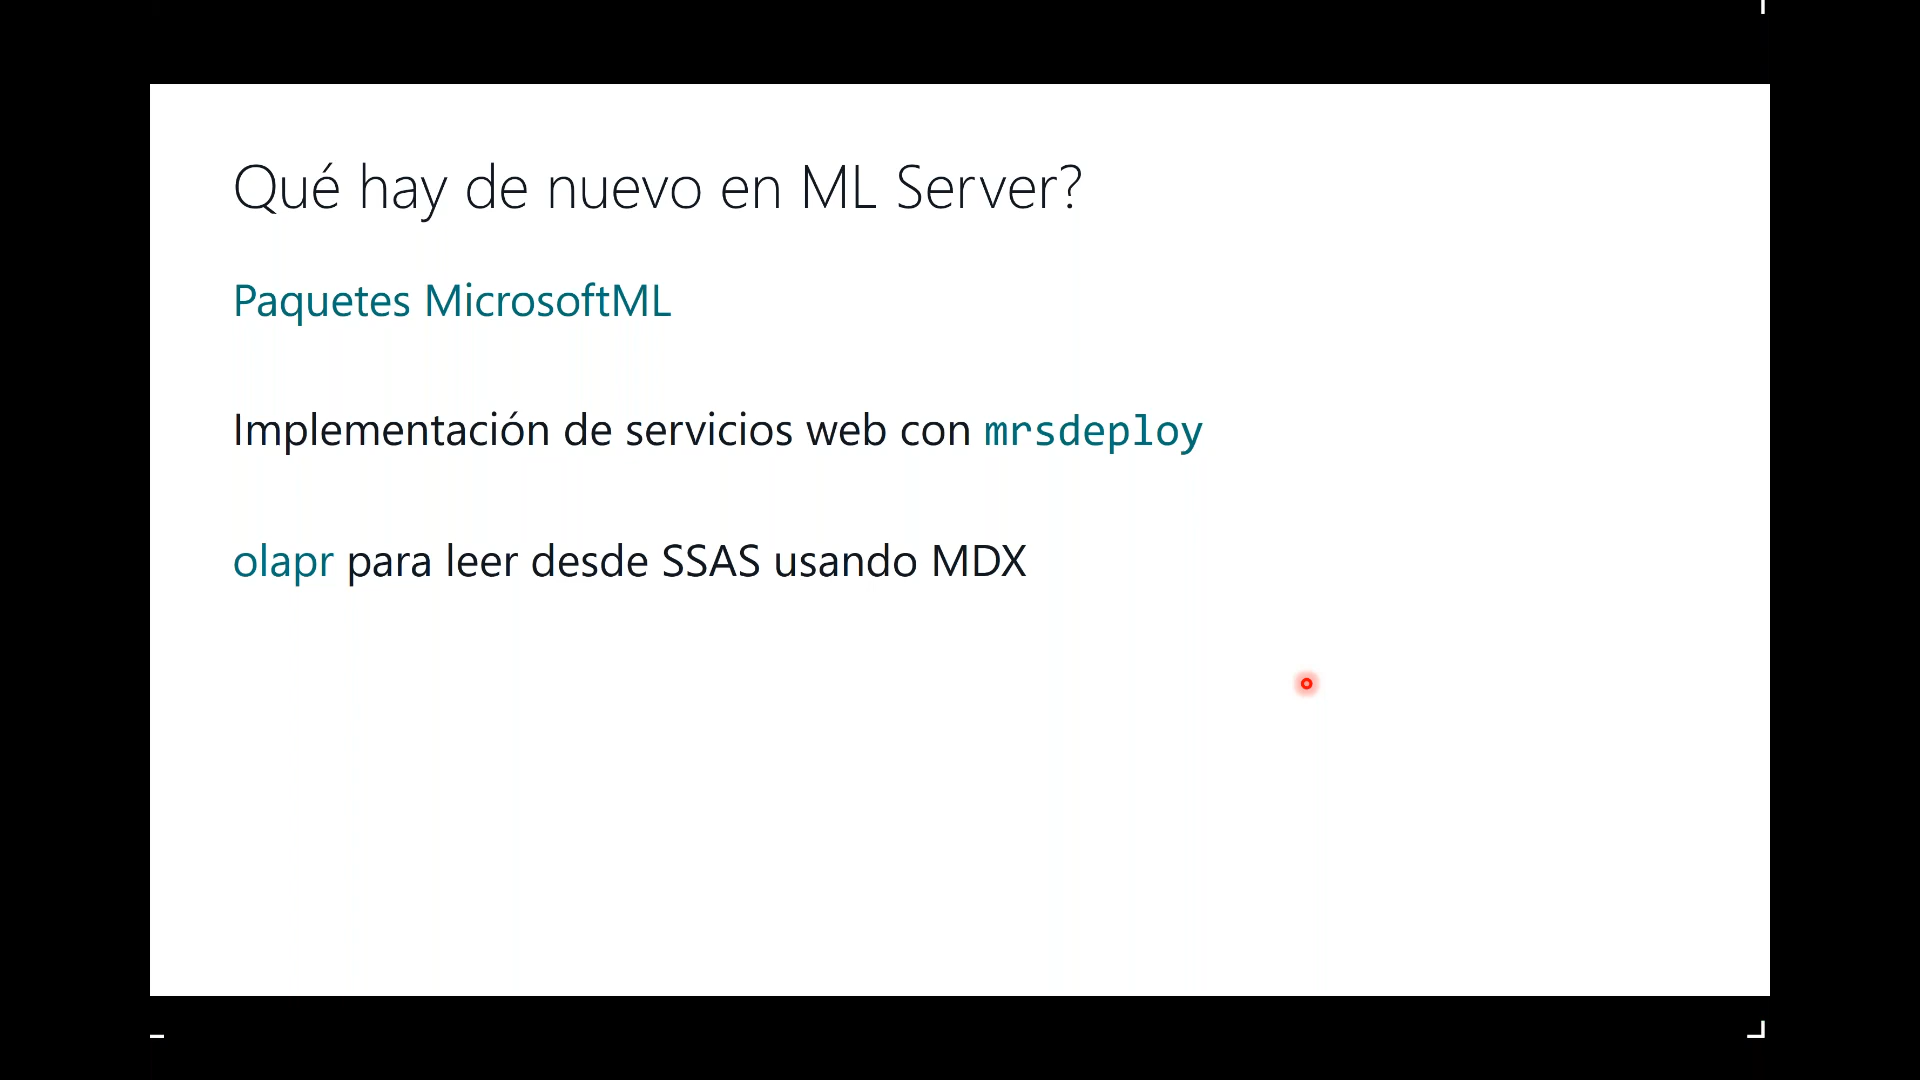 Qué hay de nuevo en ML Server?
Paquetes MicrosoftML
Implementación de servicios web con mrsdeploy
olapr para leer desde SSAS usando MDX